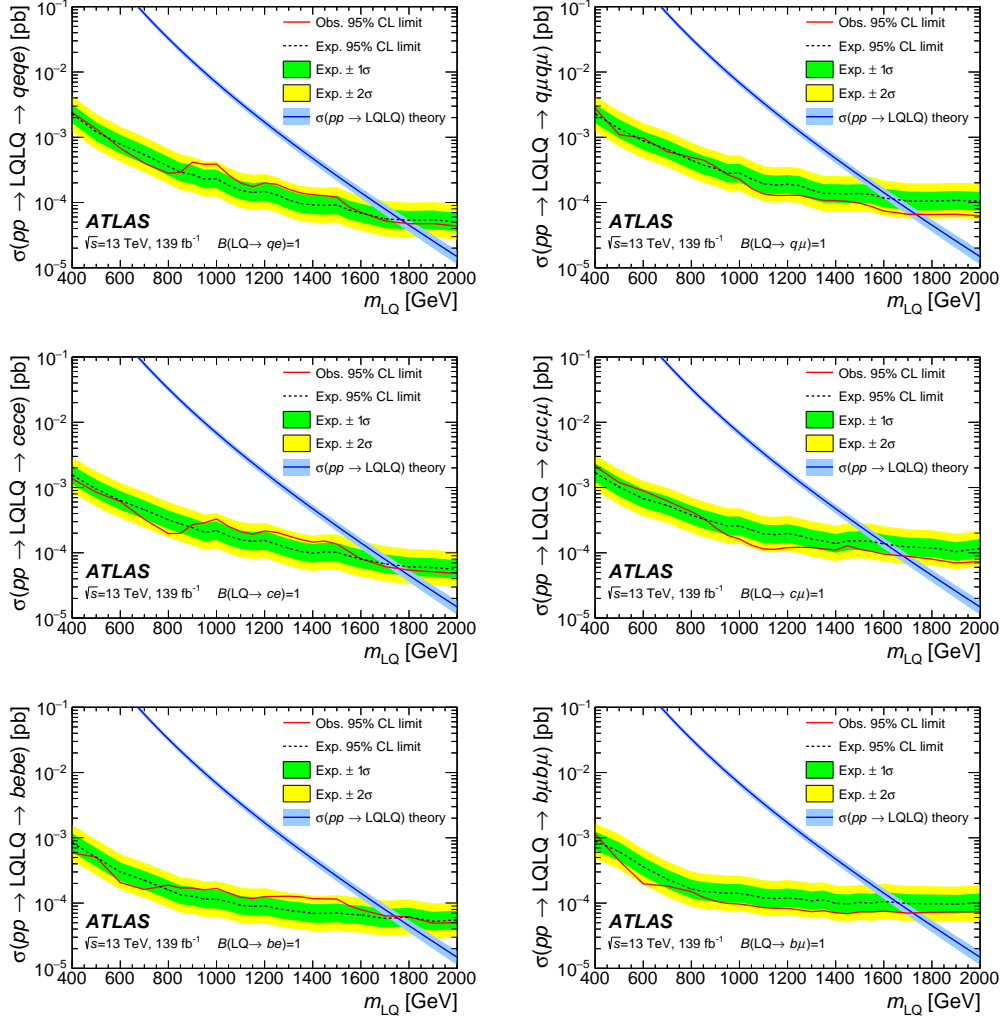 σ(pp → LQLQ → qeqe) [pb]
10⁻¹
10⁻²
10⁻³
10⁻⁴
10⁻⁵
Obs. 95% CL limit
Exp. 95% CL limit
Exp. ± 1σ
Exp. ± 2σ
σ(pp → LQLQ) theory
ATLAS
√s=13 TeV, 139 fb⁻¹ B(LQ→ qe)=1
400 600 800 1000 1200 1400 1600 1800 2000
m_LQ [GeV]
σ(pp → LQLQ → qμqμ) [pb]
10⁻¹
10⁻²
10⁻³
10⁻⁴
10⁻⁵
Obs. 95% CL limit
Exp. 95% CL limit
Exp. ± 1σ
Exp. ± 2σ
σ(pp → LQLQ) theory
ATLAS
√s=13 TeV, 139 fb⁻¹ B(LQ→ qμ)=1
400 600 800 1000 1200 1400 1600 1800 2000
m_LQ [GeV]
σ(pp → LQLQ → cece) [pb]
10⁻¹
10⁻²
10⁻³
10⁻⁴
10⁻⁵
Obs. 95% CL limit
Exp. 95% CL limit
Exp. ± 1σ
Exp. ± 2σ
σ(pp → LQLQ) theory
ATLAS
√s=13 TeV, 139 fb⁻¹ B(LQ→ ce)=1
400 600 800 1000 1200 1400 1600 1800 2000
m_LQ [GeV]
σ(pp → LQLQ → cμcμ) [pb]
10⁻¹
10⁻²
10⁻³
10⁻⁴
10⁻⁵
Obs. 95% CL limit
Exp. 95% CL limit
Exp. ± 1σ
Exp. ± 2σ
σ(pp → LQLQ) theory
ATLAS
√s=13 TeV, 139 fb⁻¹ B(LQ→ cμ)=1
400 600 800 1000 1200 1400 1600 1800 2000
m_LQ [GeV]
σ(pp → LQLQ → bebe) [pb]
10⁻¹
10⁻²
10⁻³
10⁻⁴
10⁻⁵
Obs. 95% CL limit
Exp. 95% CL limit
Exp. ± 1σ
Exp. ± 2σ
σ(pp → LQLQ) theory
ATLAS
√s=13 TeV, 139 fb⁻¹ B(LQ→ be)=1
400 600 800 1000 1200 1400 1600 1800 2000
m_LQ [GeV]
σ(pp → LQLQ → bμbμ) [pb]
10⁻¹
10⁻²
10⁻³
10⁻⁴
10⁻⁵
Obs. 95% CL limit
Exp. 95% CL limit
Exp. ± 1σ
Exp. ± 2σ
σ(pp → LQLQ) theory
ATLAS
√s=13 TeV, 139 fb⁻¹ B(LQ→ bμ)=1
400 600 800 1000 1200 1400 1600 1800 2000
m_LQ [GeV]